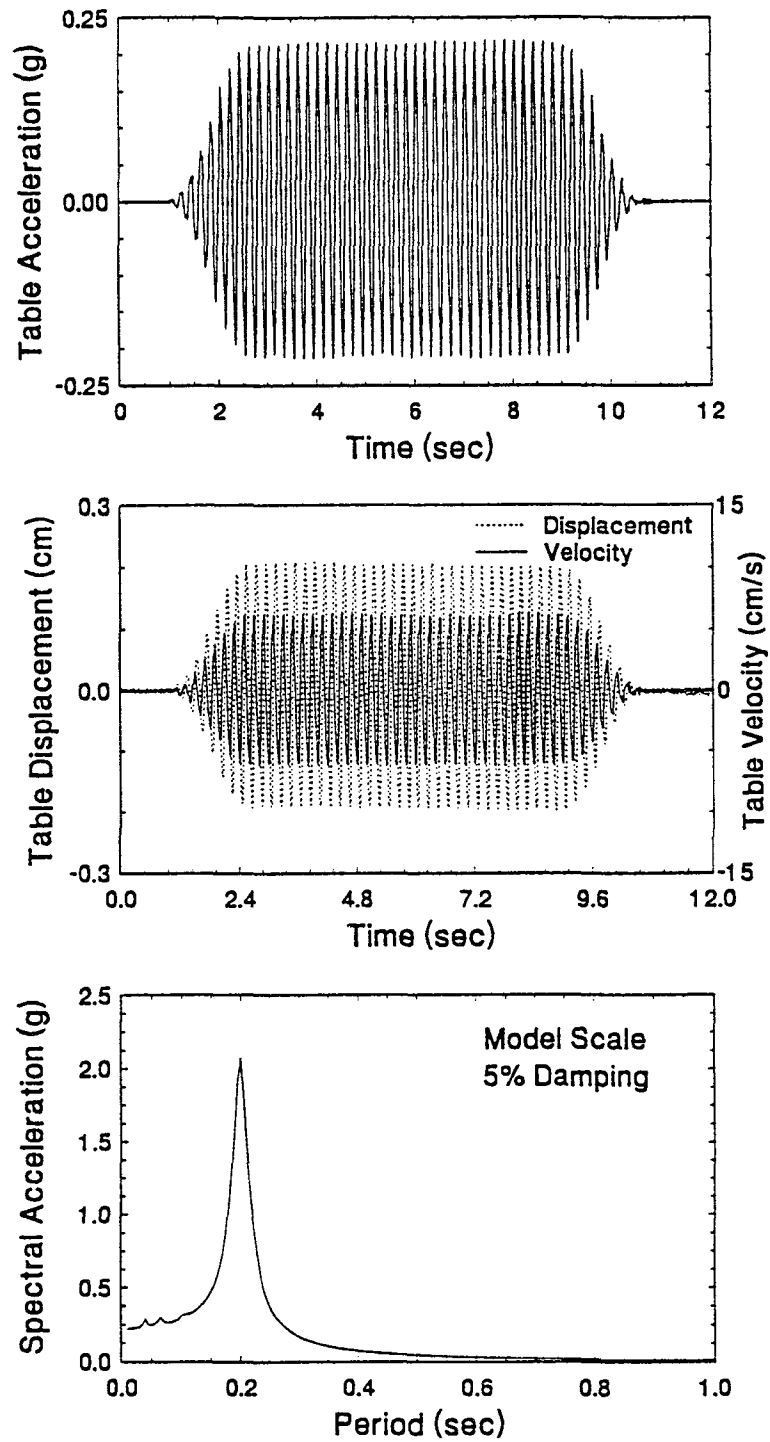 Table Acceleration (g)
0.25
0.00
-0.25
0 2 4 6 8 10 12
Time (sec)
Table Displacement (cm)
0.3
0.0
-0.3
Displacement
Velocity
15
0
-15
Table Velocity (cm/s)
0.0 2.4 4.8 7.2 9.6 12.0
Time (sec)
Spectral Acceleration (g)
2.5
2.0
1.5
1.0
0.5
0.0
Model Scale
5% Damping
0.0 0.2 0.4 0.6 0.8 1.0
Period (sec)